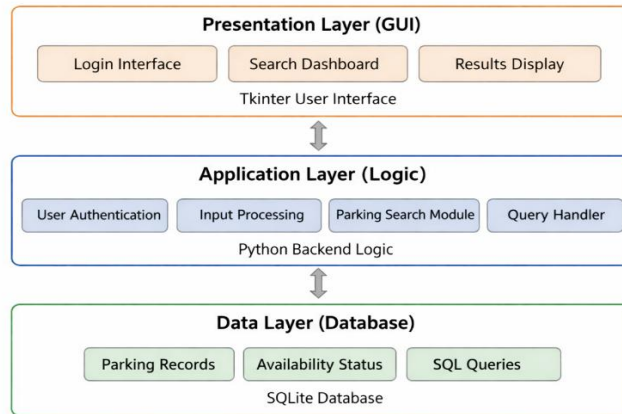 Presentation Layer (GUI)
Login Interface
Search Dashboard
Results Display
Tkinter User Interface
Application Layer (Logic)
User Authentication
Input Processing
Parking Search Module
Query Handler
Python Backend Logic
Data Layer (Database)
Parking Records
Availability Status
SQL Queries
SQLite Database